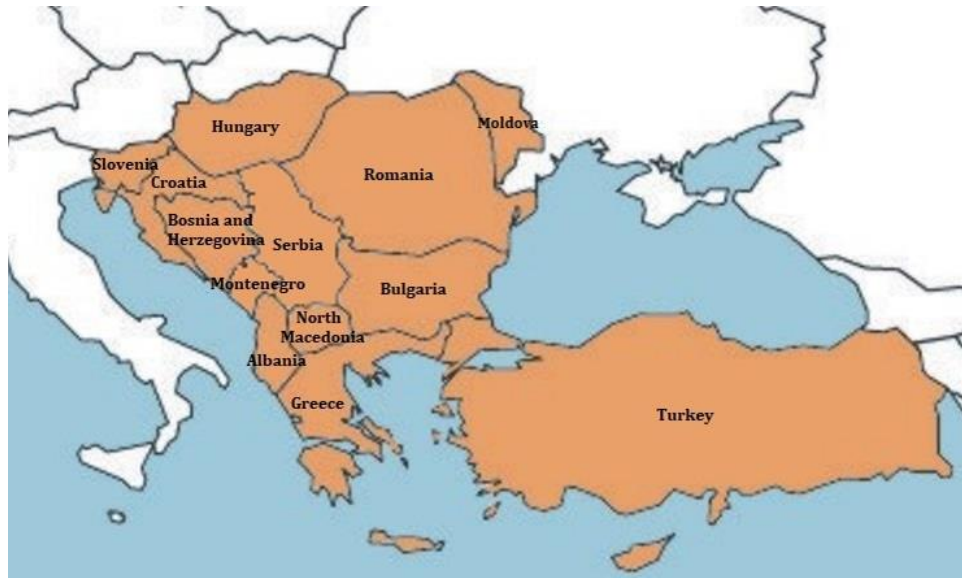 Hungary
Moldova
Slovenia
Romania
Croatia
Bosnia and
Herzegovina
Serbia
Montenegro
Bulgaria
North
Macedonia
Albania
Greece
Turkey